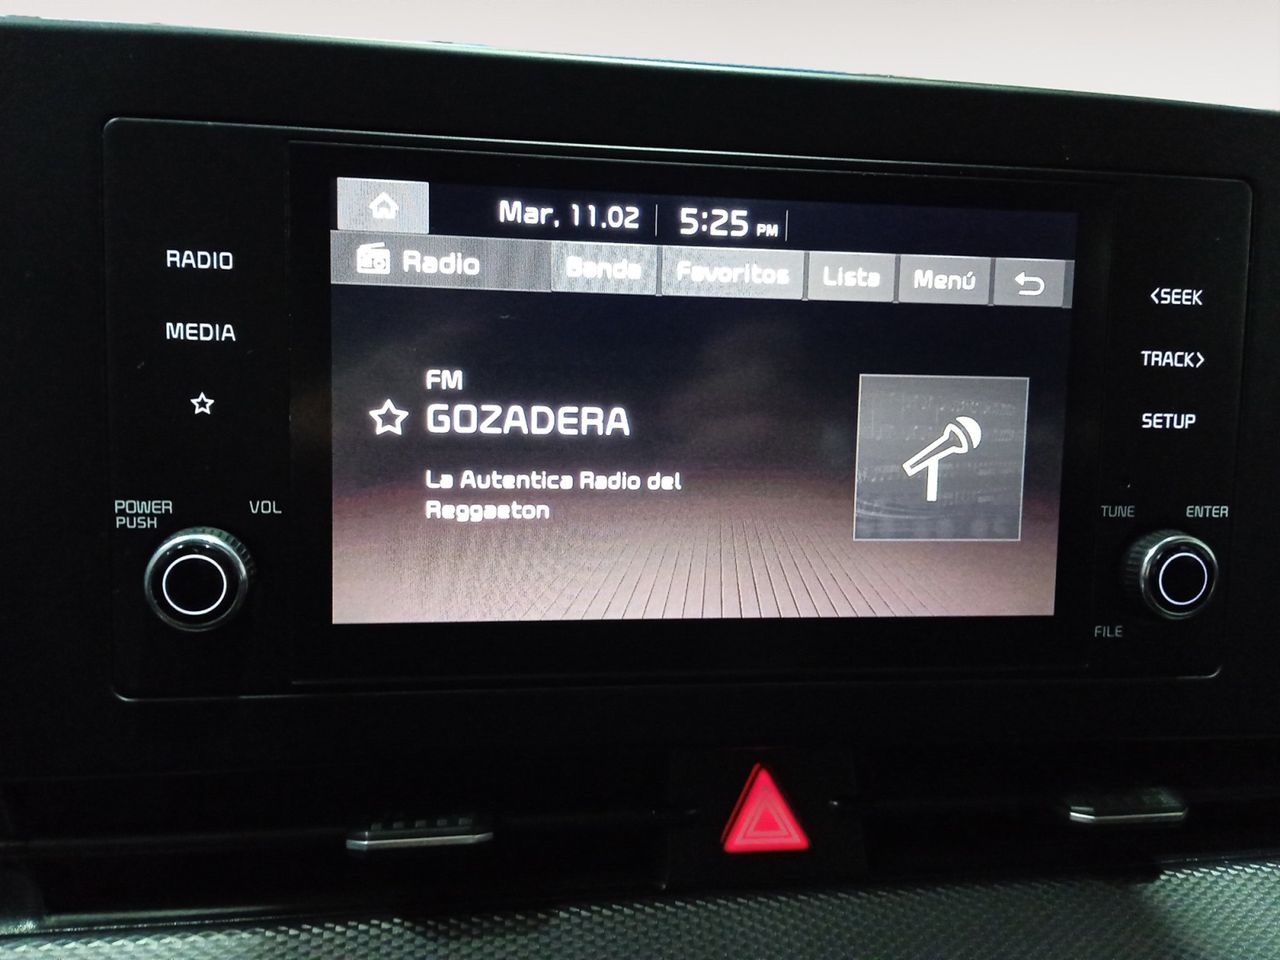 Mar, 11.02 5:25 PM
Radio Banda Favoritos Lista Menú
RADIO
MEDIA
FM
GOZADERA
La Autentica Radio del
Reggaeton
<SEEK
TRACK>
SETUP
POWER
PUSH
VOL
TUNE
ENTER
FILE